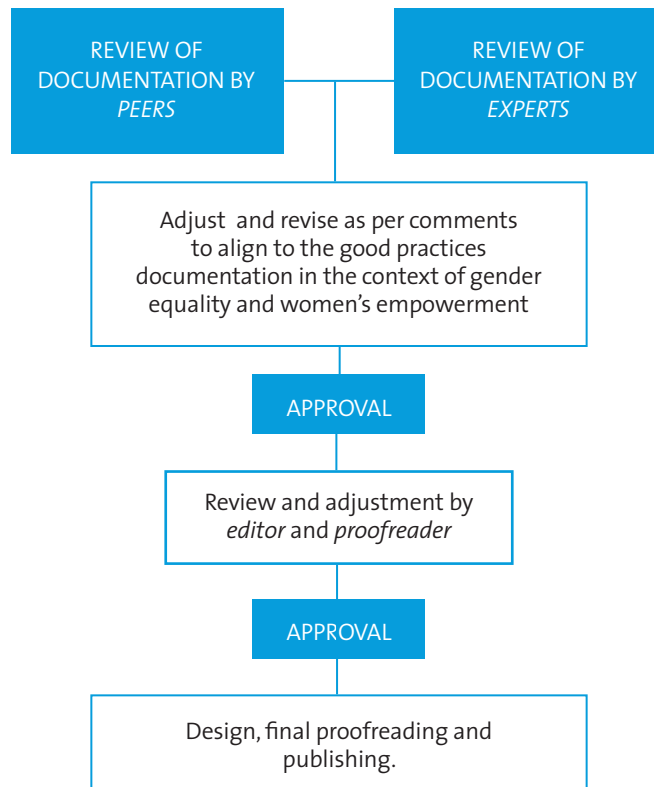 REVIEW OF
DOCUMENTATION BY
PEERS
REVIEW OF
DOCUMENTATION BY
EXPERTS
Adjust and revise as per comments
to align to the good practices
documentation in the context of gender
equality and women’s empowerment
APPROVAL
Review and adjustment by
editor and proofreader
APPROVAL
Design, final proofreading and
publishing.